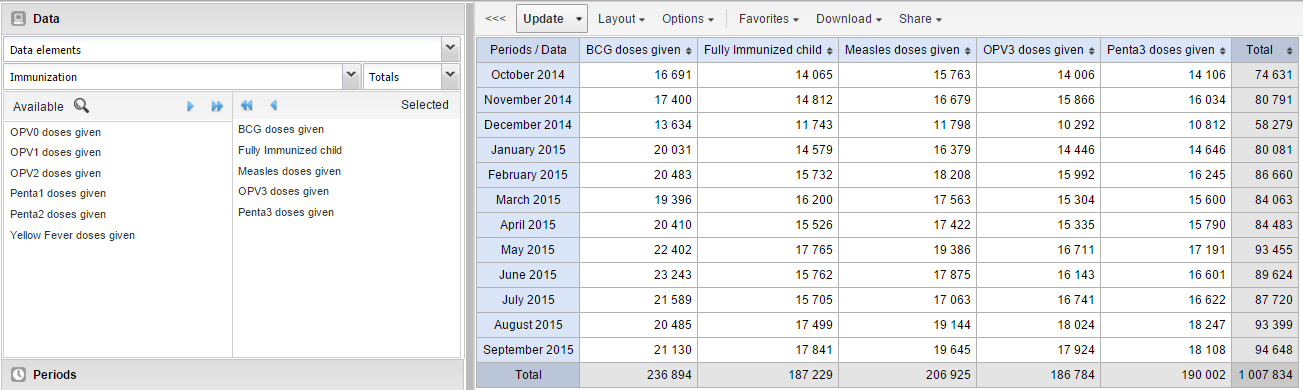 Data
Data elements
Immunization Totals
Available Selected
OPV0 doses given
OPV1 doses given
OPV2 doses given
Penta1 doses given
Penta2 doses given
Yellow Fever doses given
BCG doses given
Fully Immunized child
Measles doses given
OPV3 doses given
Penta3 doses given
Periods
<<< Update Layout Options Favorites Download Share
Periods / Data BCG doses given Fully Immunized child Measles doses given OPV3 doses given Penta3 doses given Total
October 2014 16 691 14 065 15 763 14 006 14 106 74 631
November 2014 17 400 14 812 16 679 15 866 16 034 80 791
December 2014 13 634 11 743 11 798 10 292 10 812 58 279
January 2015 20 031 14 579 16 379 14 446 14 646 80 081
February 2015 20 483 15 732 18 208 15 992 16 245 86 660
March 2015 19 396 16 200 17 563 15 304 15 600 84 063
April 2015 20 410 15 526 17 422 15 335 15 790 84 483
May 2015 22 402 17 765 19 386 16 711 17 191 93 455
June 2015 23 243 15 762 17 875 16 143 16 601 89 624
July 2015 21 589 15 705 17 063 16 741 16 622 87 720
August 2015 20 485 17 499 19 144 18 024 18 247 93 399
September 2015 21 130 17 841 19 645 17 924 18 108 94 648
Total 236 894 187 229 206 925 186 784 190 002 1 007 834